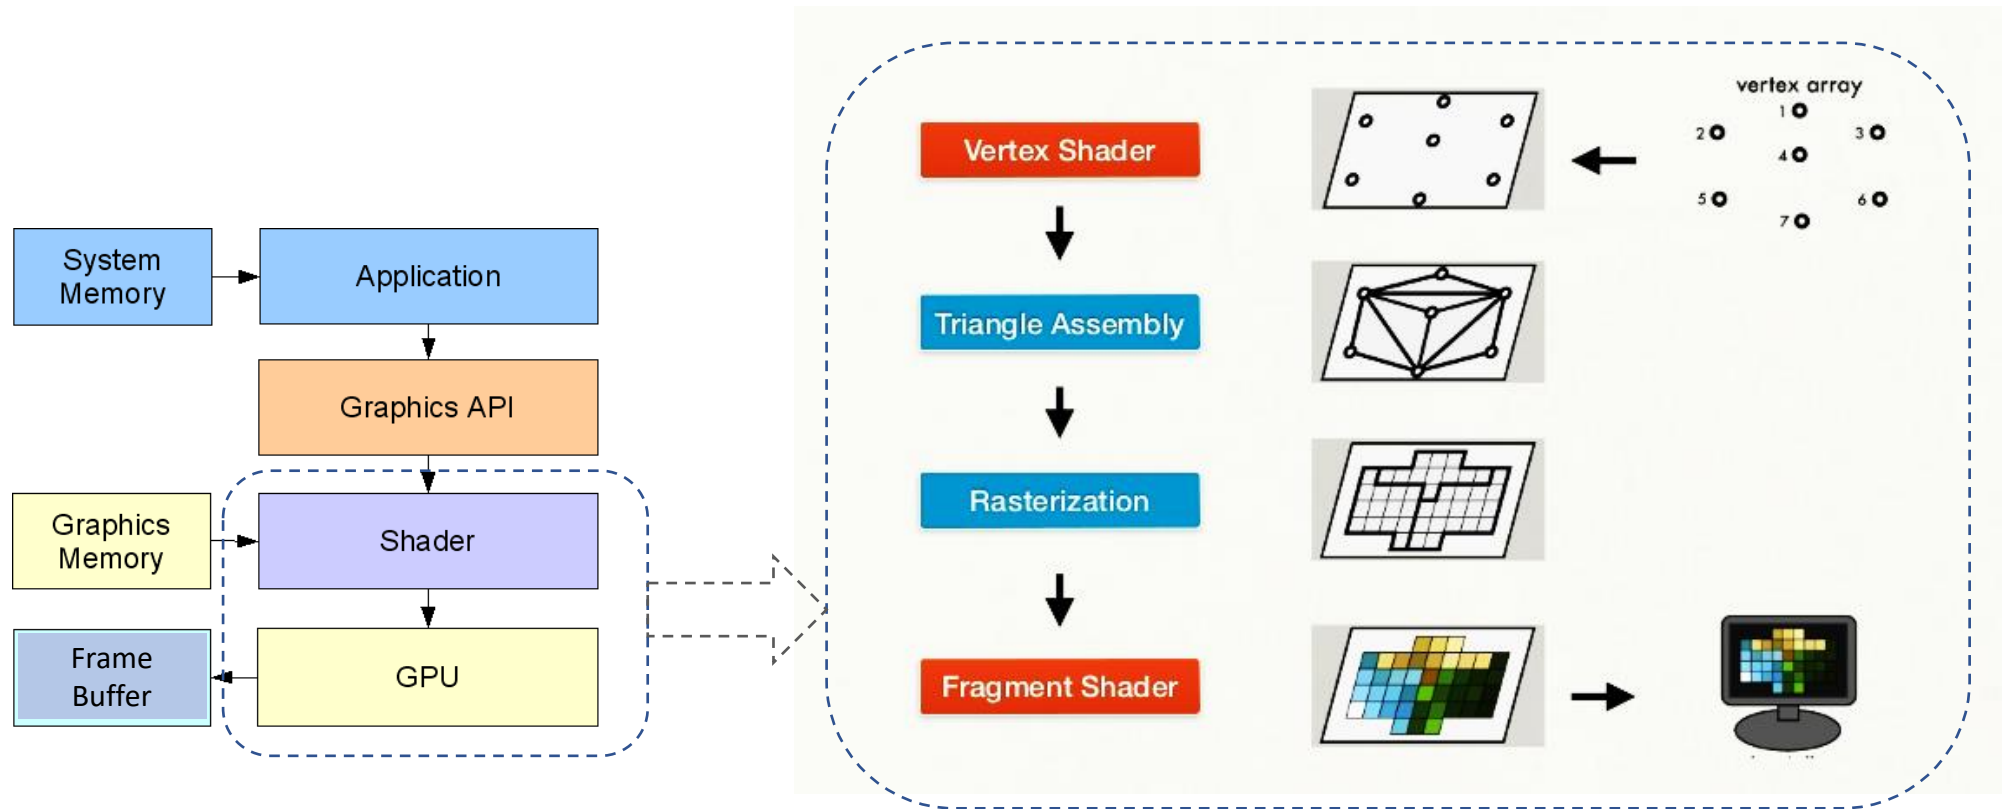 System
Memory
Application
Graphics API
Graphics
Memory
Shader
Frame
Buffer
GPU
Vertex Shader
Triangle Assembly
Rasterization
Fragment Shader
vertex array
1
2
3
4
5
6
7